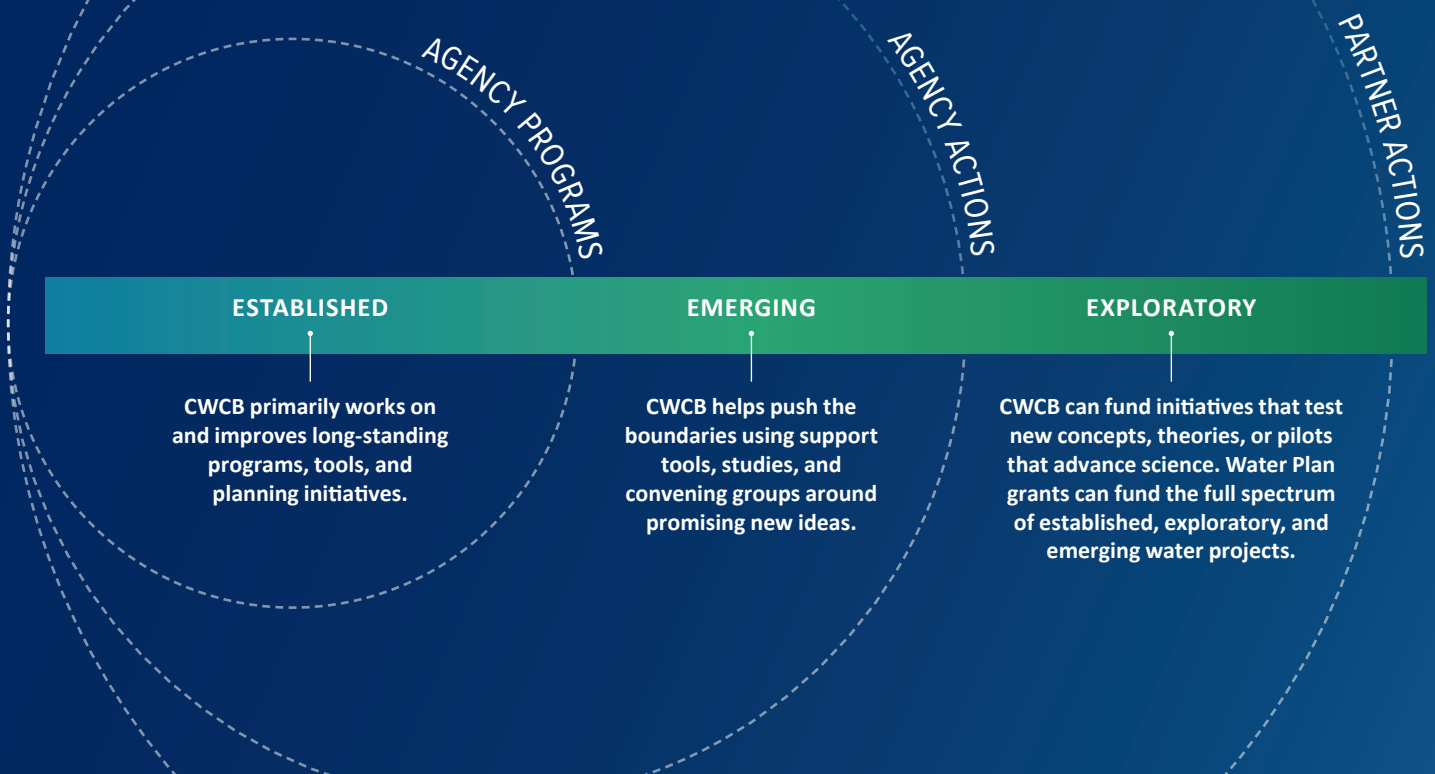 AGENCY PROGRAMS
AGENCY ACTIONS
PARTNER ACTIONS
ESTABLISHED
EMERGING
EXPLORATORY
CWCB primarily works on
and improves long-standing
programs, tools, and
planning initiatives.
CWCB helps push the
boundaries using support
tools, studies, and
convening groups around
promising new ideas.
CWCB can fund initiatives that test
new concepts, theories, or pilots
that advance science. Water Plan
grants can fund the full spectrum
of established, exploratory, and
emerging water projects.